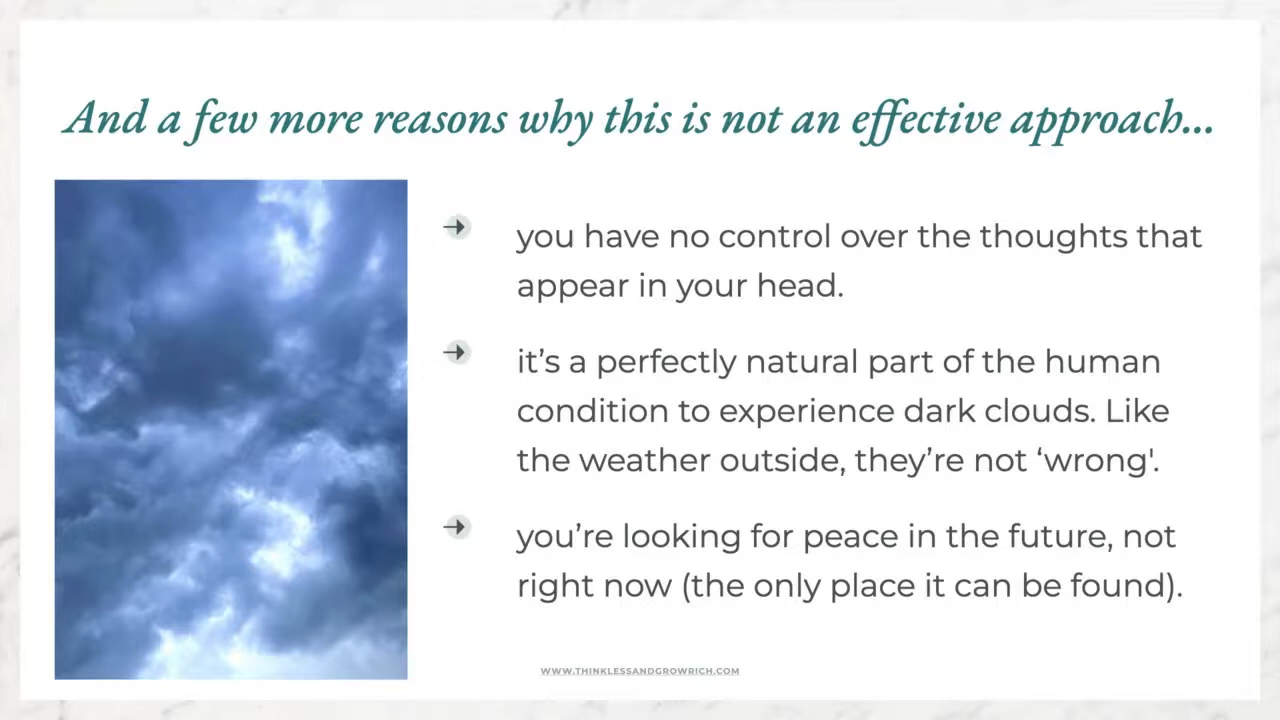 And a few more reasons why this is not an effective approach...
you have no control over the thoughts that
appear in your head.
it’s a perfectly natural part of the human
condition to experience dark clouds. Like
the weather outside, they’re not ‘wrong'.
you’re looking for peace in the future, not
right now (the only place it can be found).
WWW.THINKLESSANDGROWRICH.COM